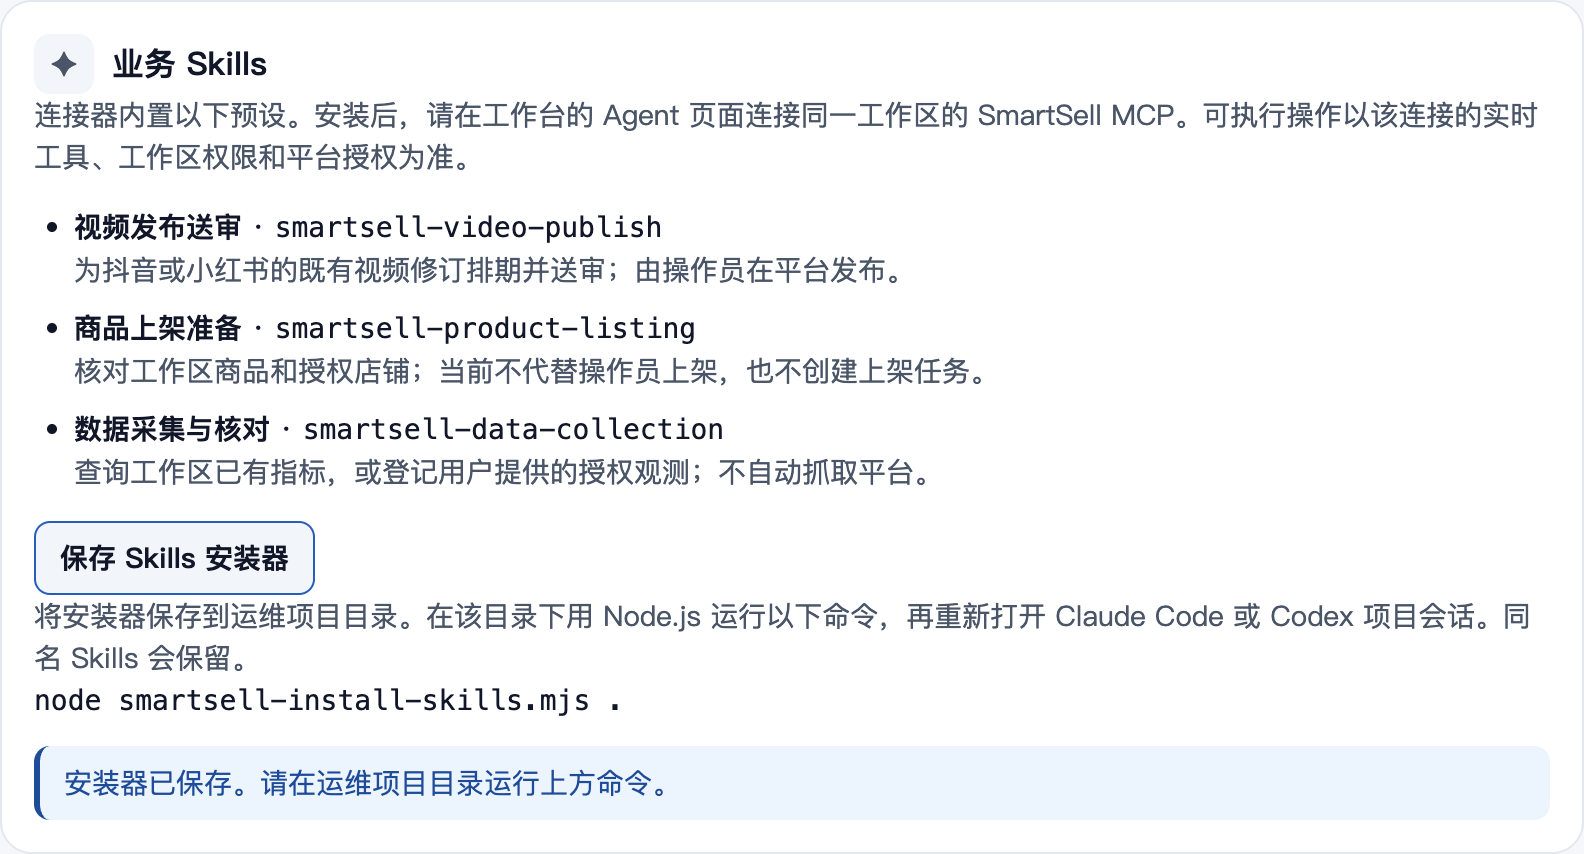 业务 Skills
连接器内置以下预设。安装后，请在工作台的 Agent 页面连接同一工作区的 SmartSell MCP。可执行操作以该连接的实时
工具、工作区权限和平台授权为准。
• 视频发布送审 · smartsell-video-publish
为抖音或小红书的既有视频修订排期并送审；由操作员在平台发布。
• 商品上架准备 · smartsell-product-listing
核对工作区商品和授权店铺；当前不代替操作员上架，也不创建上架任务。
• 数据采集与核对 · smartsell-data-collection
查询工作区已有指标，或登记用户提供的授权观测；不自动抓取平台。
保存 Skills 安装器
将安装器保存到运维项目目录。在该目录下用 Node.js 运行以下命令，再重新打开 Claude Code 或 Codex 项目会话。同
名 Skills 会保留。
node smartsell-install-skills.mjs .
安装器已保存。请在运维项目目录运行上方命令。